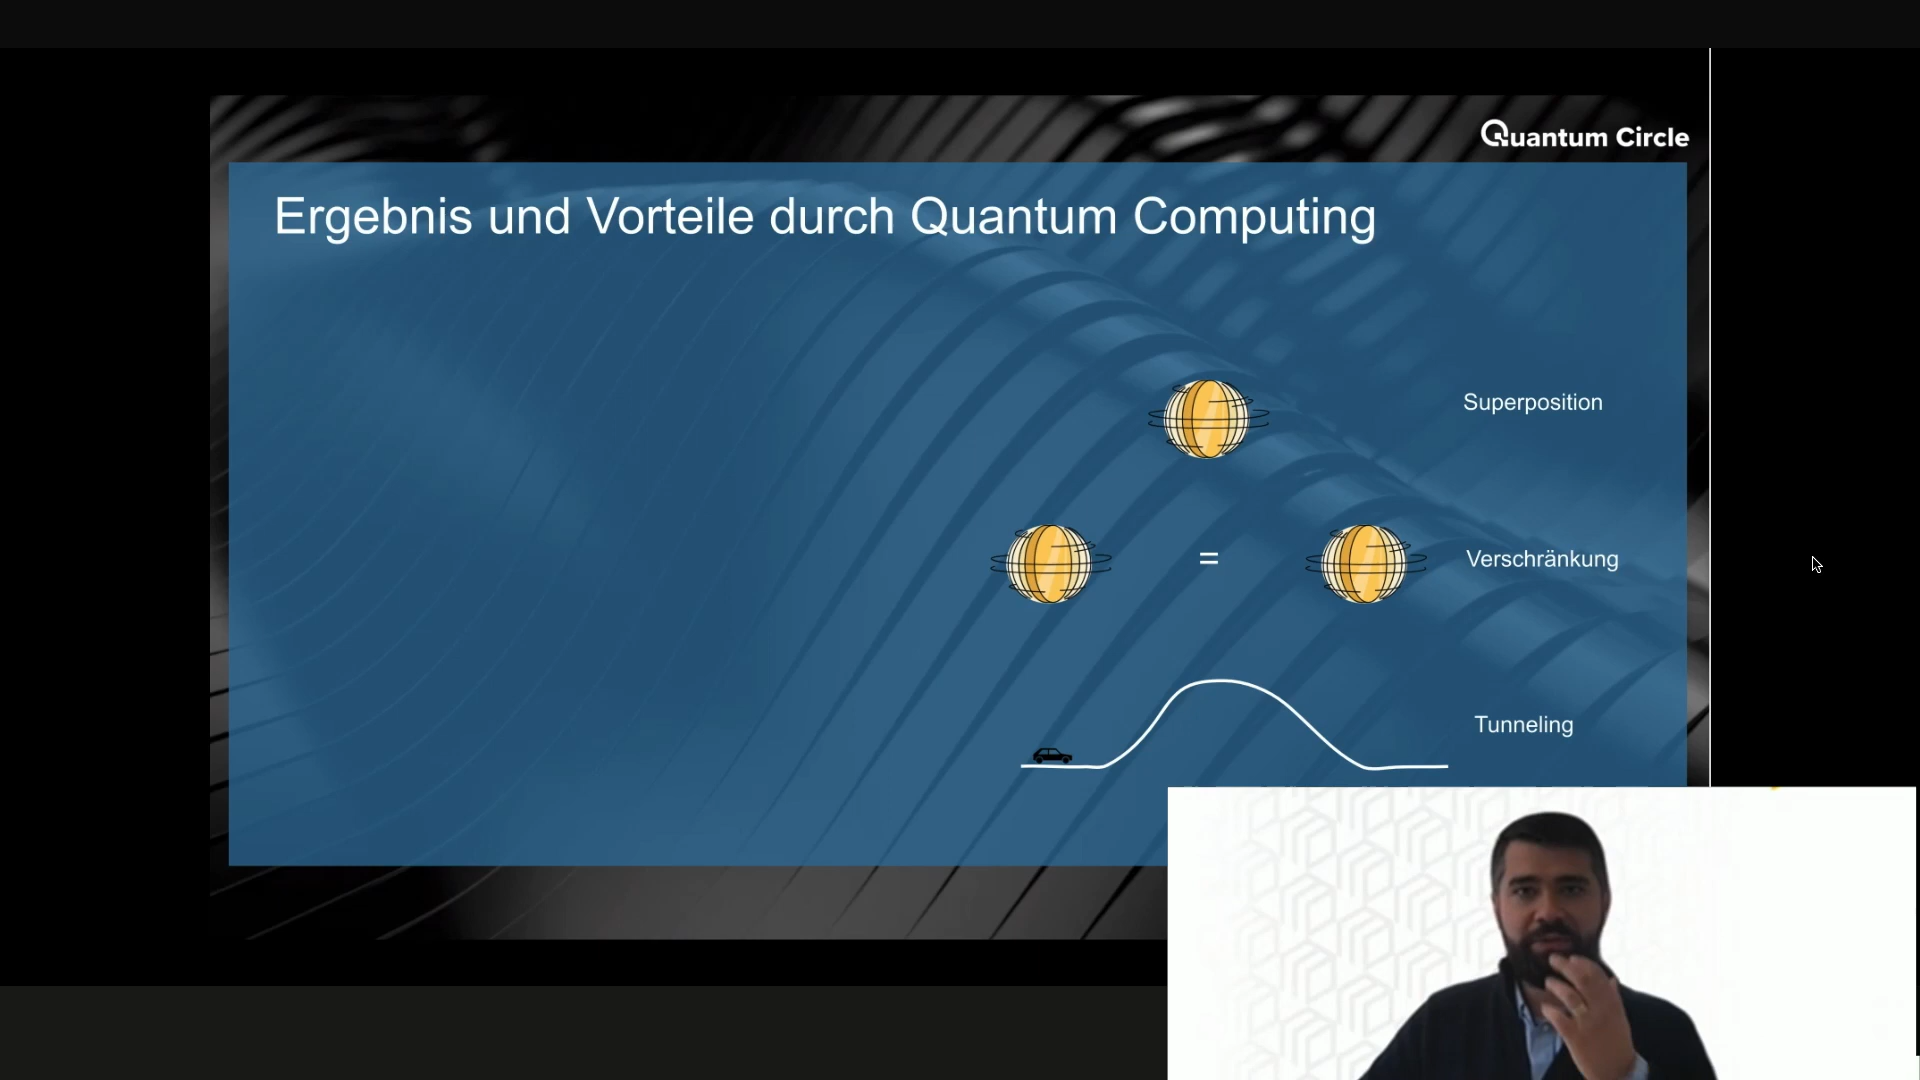 Quantum Circle
Ergebnis und Vorteile durch Quantum Computing
Superposition
=
Verschränkung
Tunneling